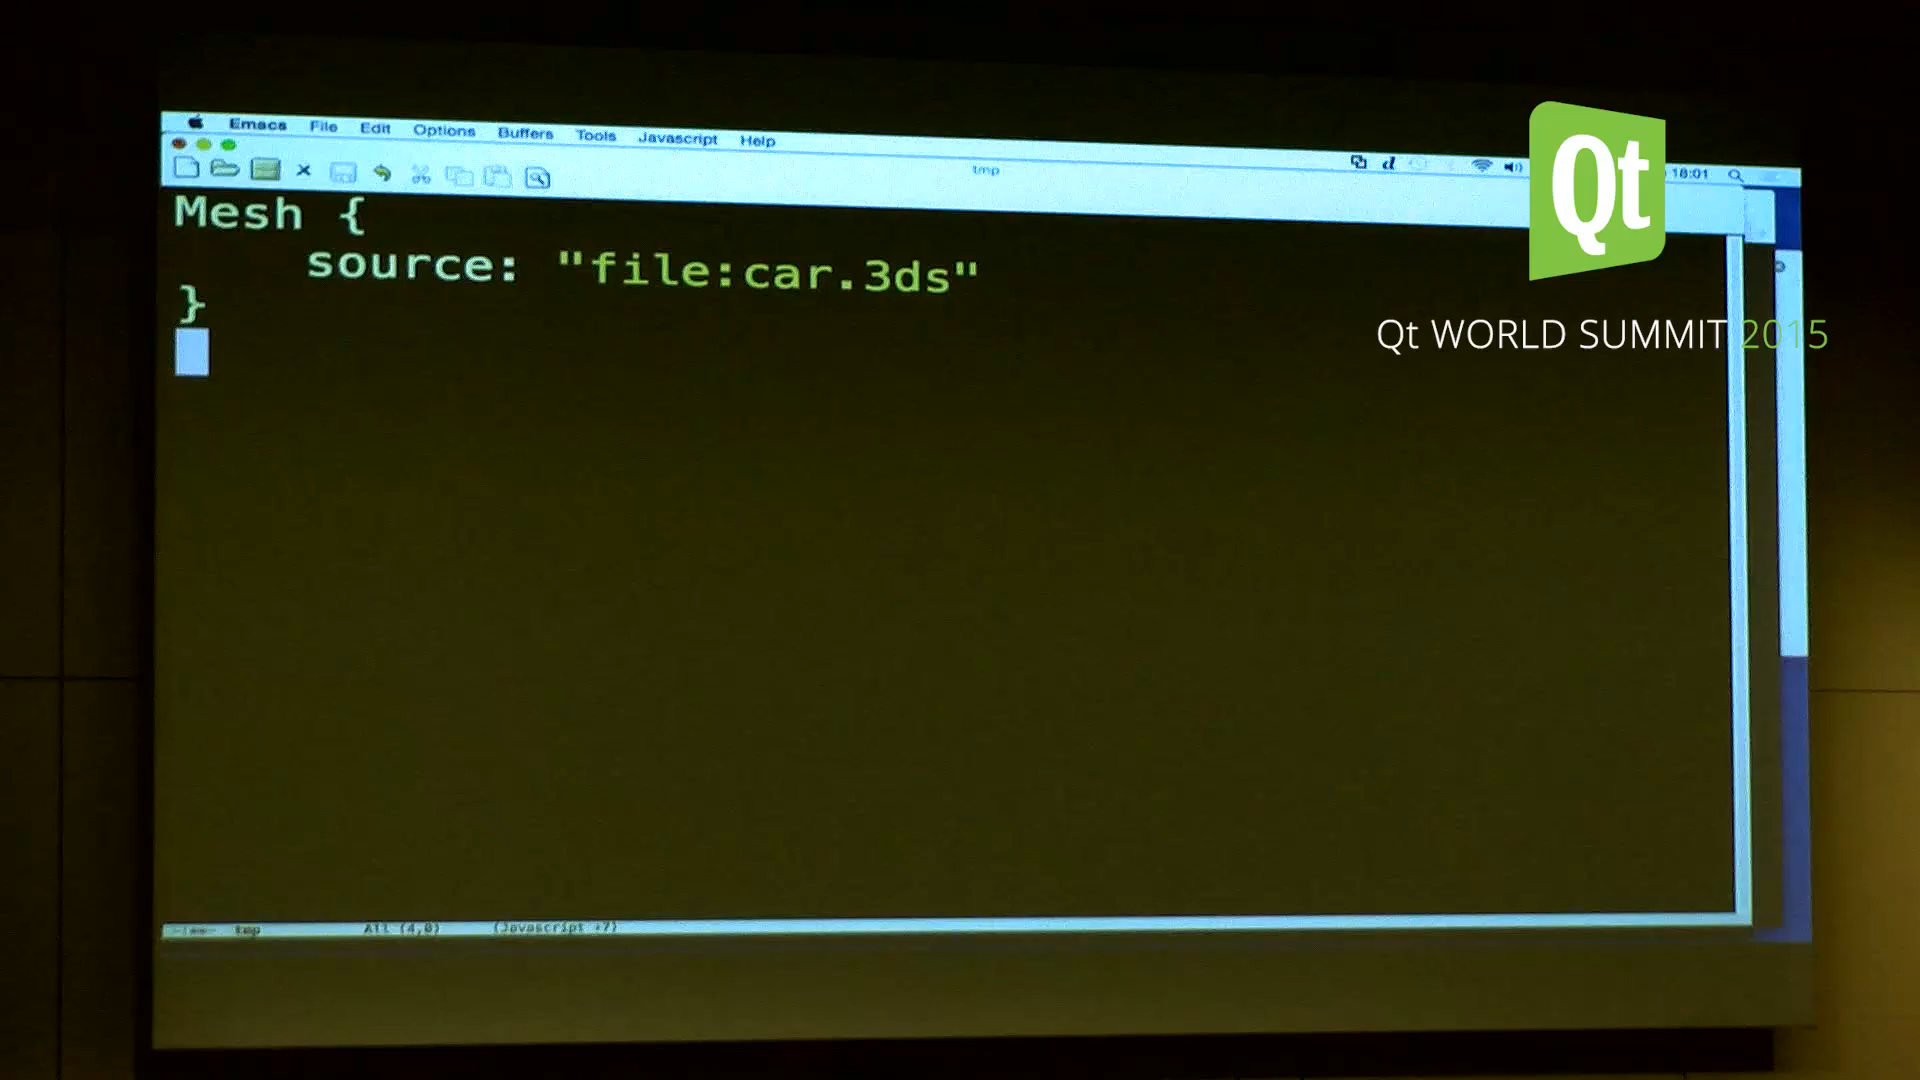 Emacs File Edit Options Buffers Tools Javascript Help
18:01
tmp
Mesh {
source: "file:car.3ds"
}
Qt
Qt WORLD SUMMIT 2015
tmp All (4,0) (Javascript +7)